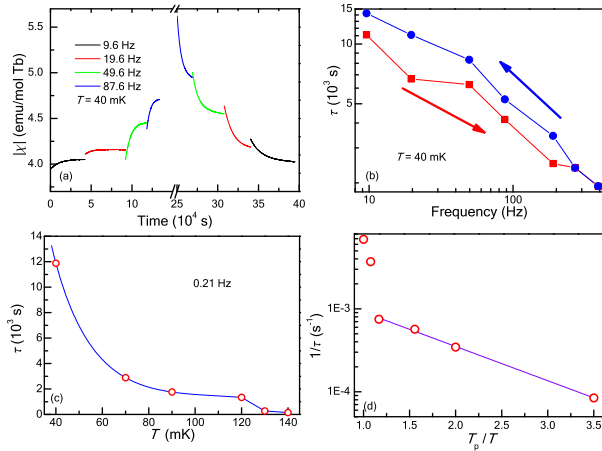 |χ| (emu/mol Tb)
5.5
5.0
4.5
4.0
9.6 Hz
19.6 Hz
49.6 Hz
87.6 Hz
T = 40 mK
(a)
0 5 10 15 25 30 35 40
Time (10⁴ s)
τ (10³ s)
15
5
(b)
T = 40 mK
10 100
Frequency (Hz)
τ (10³ s)
14
12
10
8
6
4
2
0
0.21 Hz
(c)
40 60 80 100 120 140
T (mK)
1/τ (s⁻¹)
1E-3
1E-4
(d)
1.0 1.5 2.0 2.5 3.0 3.5
Tₚ/T